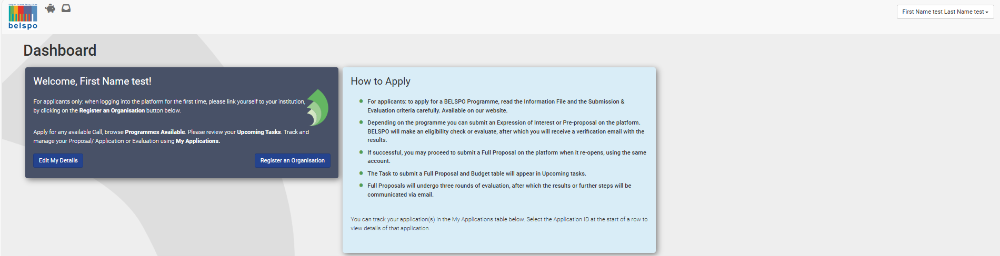 Belgian Science Policy Office
belspo
First Name test Last Name test
Dashboard
Welcome, First Name test!
For applicants only: when logging into the platform for the first time, please link yourself to your institution,
by clicking on the Register an Organisation button below.
Apply for any available Call, browse Programmes Available. Please review your Upcoming Tasks. Track and
manage your Proposal/ Application or Evaluation using My Applications.
Edit My Details
Register an Organisation
How to Apply
For applicants: to apply for a BELSPO Programme, read the Information File and the Submission &
Evaluation criteria carefully. Available on our website.
Depending on the programme you can submit an Expression of Interest or Pre-proposal on the platform.
BELSPO will make an eligibility check or evaluate, after which you will receive a verification email with the
results.
If successful, you may proceed to submit a Full Proposal on the platform when it re-opens, using the same
account.
The Task to submit a Full Proposal and Budget table will appear in Upcoming tasks.
Full Proposals will undergo three rounds of evaluation, after which the results or further steps will be
communicated via email.
You can track your application(s) in the My Applications table below. Select the Application ID at the start of a row to
view details of that application.